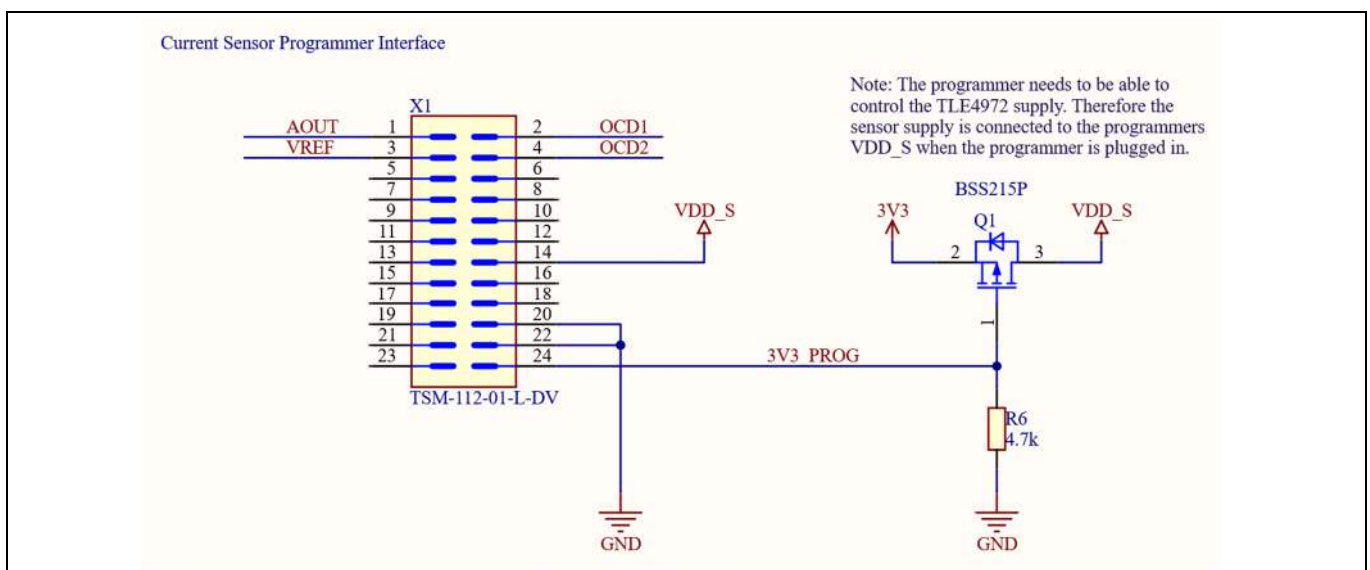 Current Sensor Programmer Interface
Note: The programmer needs to be able to
control the TLE4972 supply. Therefore the
sensor supply is connected to the programmers
VDD_S when the programmer is plugged in.
X1
AOUT 1 2 OCD1
VREF 3 4 OCD2
5 6
7 8
9 10
11 12
13 14
15 16
17 18
19 20
21 22
23 24
TSM-112-01-L-DV
VDD_S
GND
3V3_PROG
BSS215P
3V3
Q1
VDD_S
2 3
1
R6
4.7k
GND